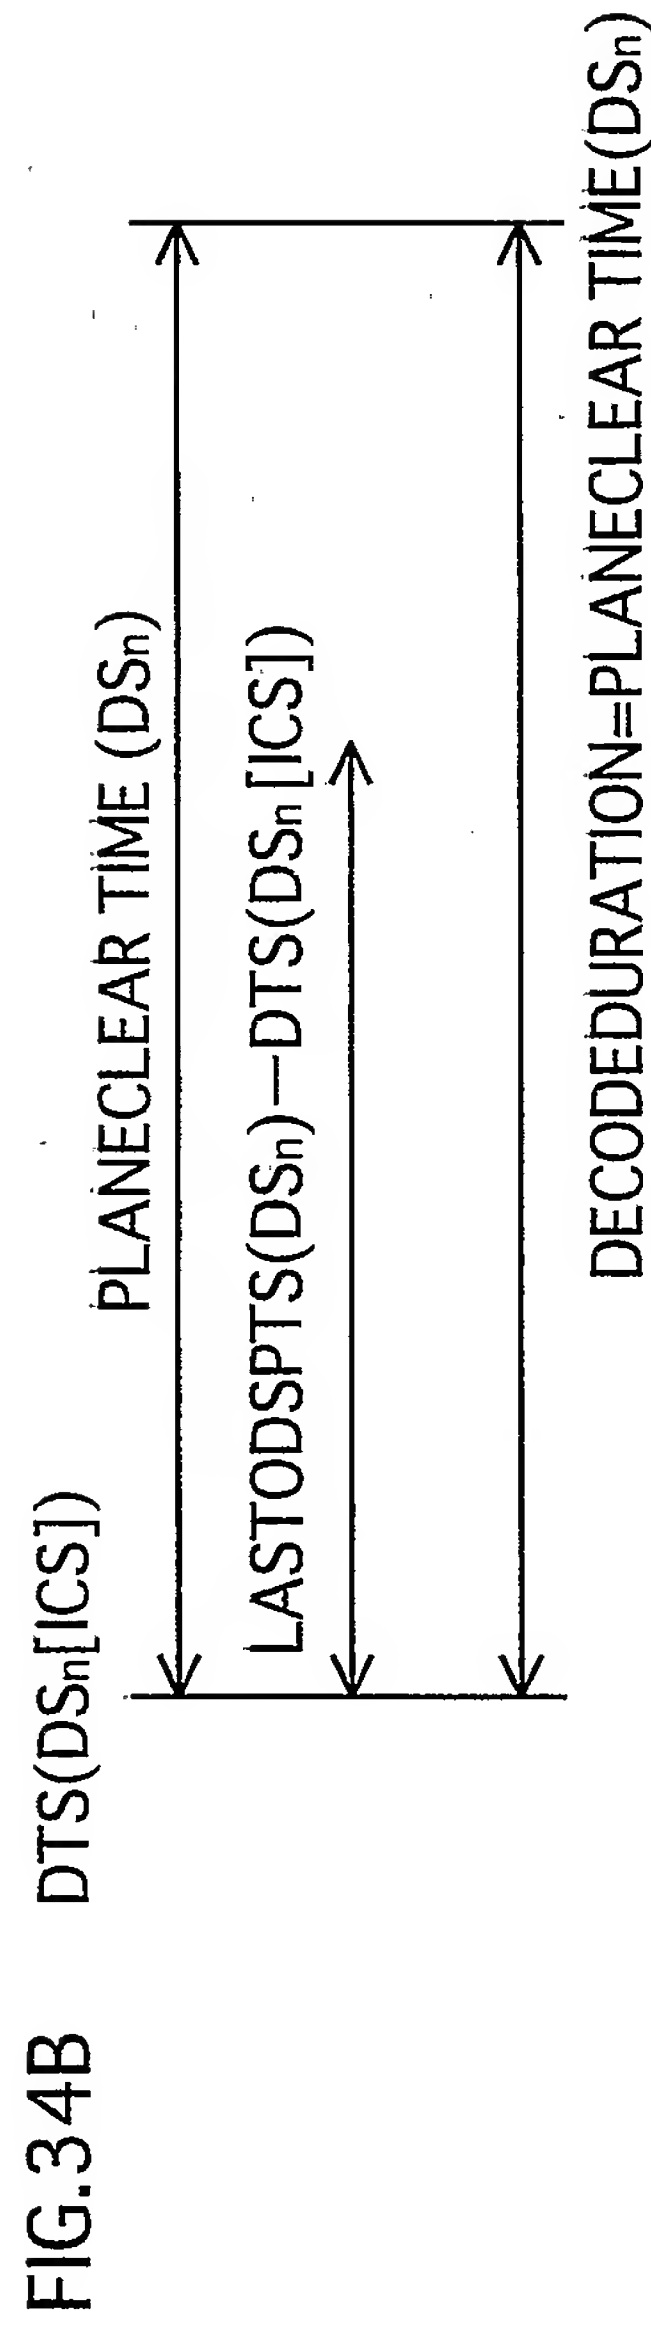 FIG.34B
DTS(DSn[ICS])
PLANECLEAR TIME (DSn)
LASTODSPTS(DSn)—DTS(DSn[ICS])
DECODEDURATION=PLANECLEAR TIME(DSn)